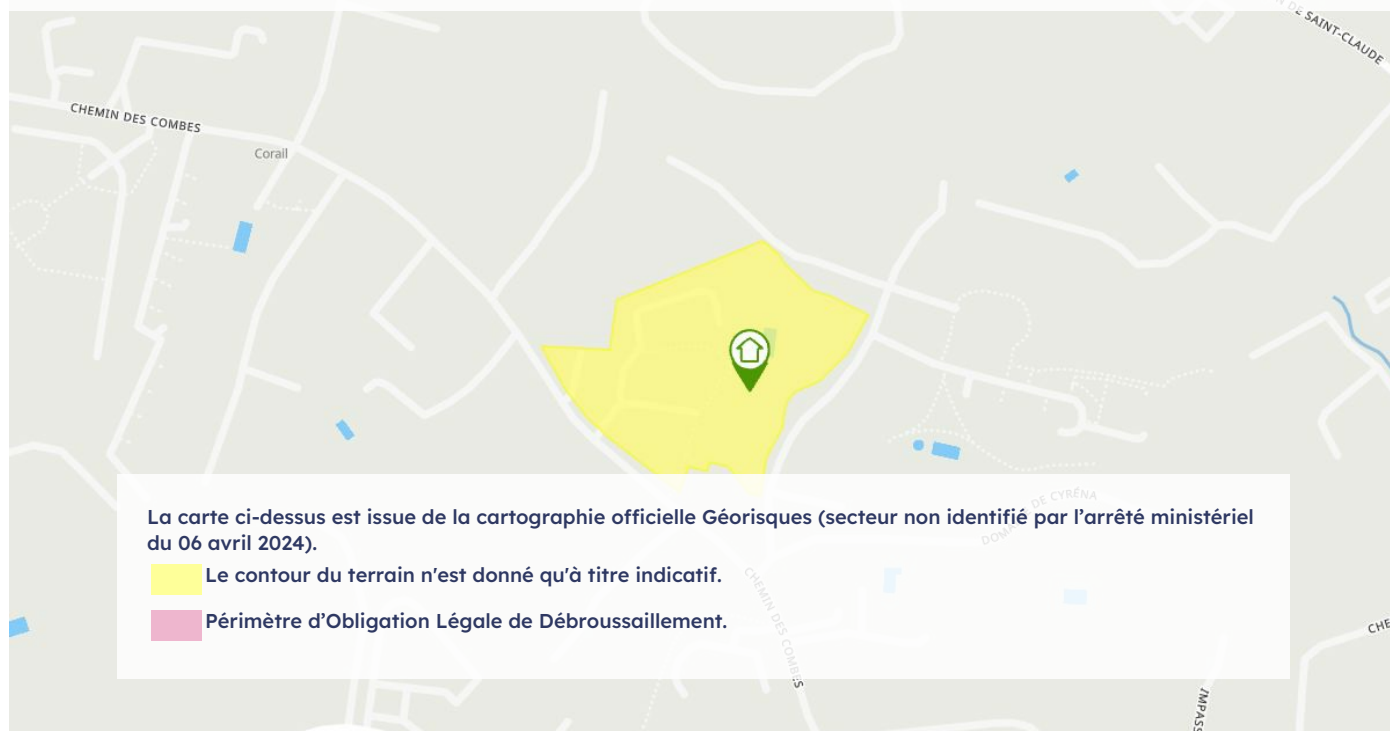 DE SAINT-CLAUDE
CHEMIN DES COMBES
Corail
La carte ci-dessus est issue de la cartographie officielle Géorisques (secteur non identifié par l’arrêté ministériel
du 06 avril 2024).
Le contour du terrain n'est donné qu'à titre indicatif.
Périmètre d’Obligation Légale de Débroussaillement.
DOMAINE DE CYRÉNA
CHEMIN DES COMBES
CHE
IMPASS